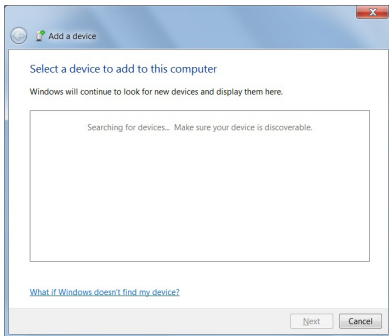 Add a device
Select a device to add to this computer
Windows will continue to look for new devices and display them here.
Searching for devices... Make sure your device is discoverable.
What if Windows doesn't find my device?
Next Cancel